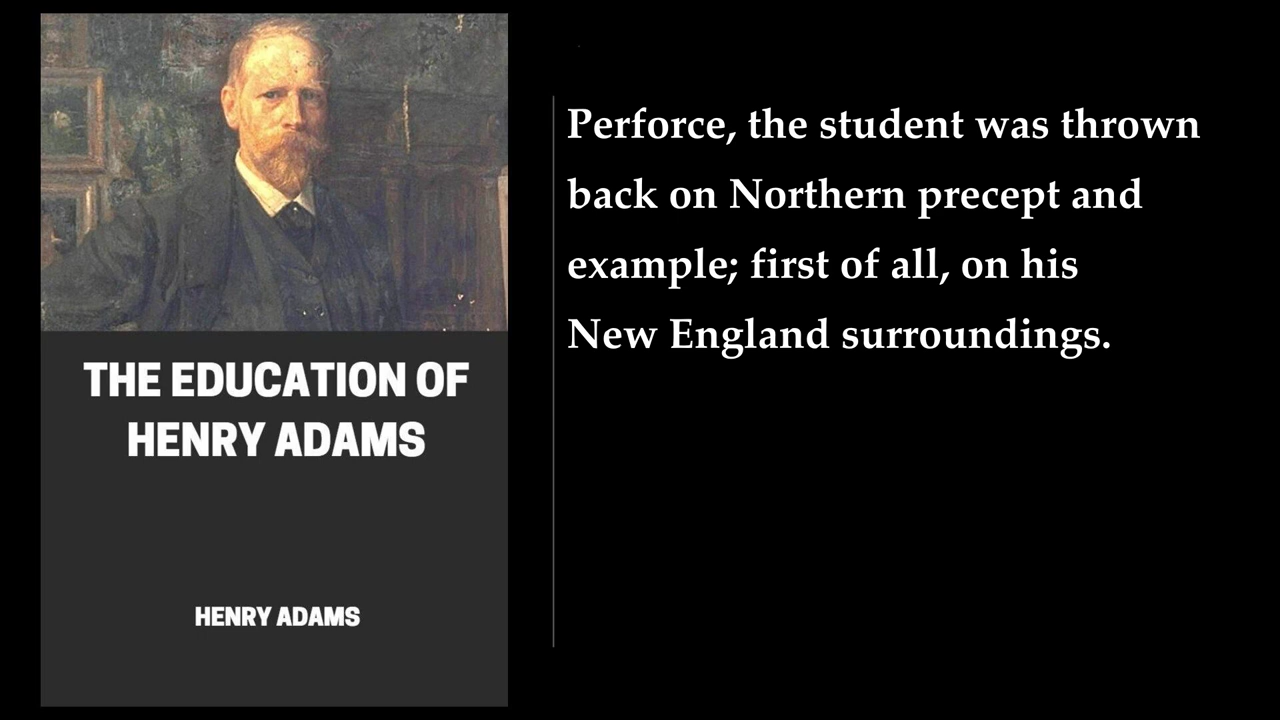 THE EDUCATION OF
HENRY ADAMS
HENRY ADAMS
Perforce, the student was thrown
back on Northern precept and
example; first of all, on his
New England surroundings.